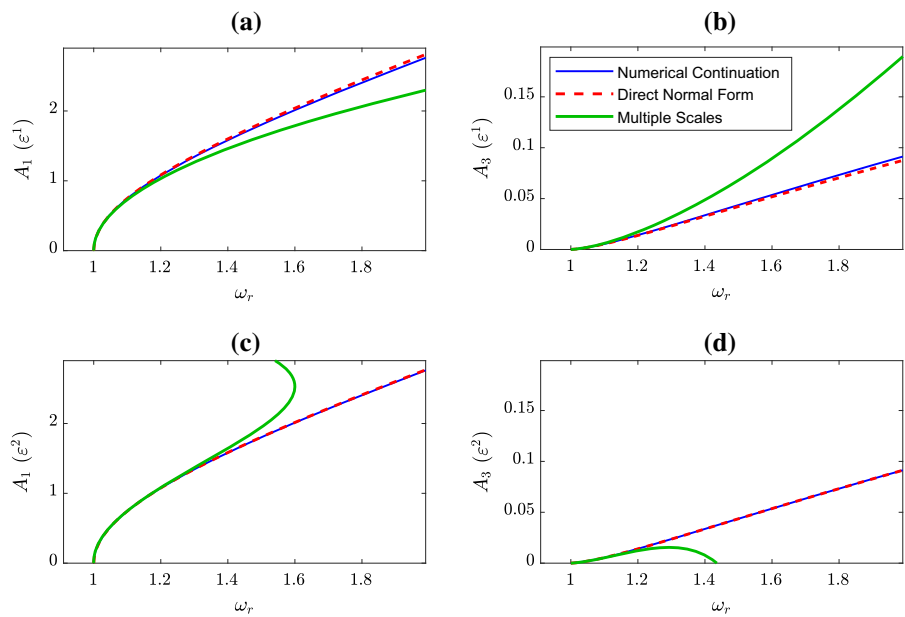 (a)
A₁ (ε¹)
2
1
0
1 1.2 1.4 1.6 1.8
ωᵣ
(b)
A₃ (ε¹)
0.15
0.1
0.05
0
1 1.2 1.4 1.6 1.8
ωᵣ
Numerical Continuation
Direct Normal Form
Multiple Scales
(c)
A₁ (ε²)
2
1
0
1 1.2 1.4 1.6 1.8
ωᵣ
(d)
A₃ (ε²)
0.15
0.1
0.05
0
1 1.2 1.4 1.6 1.8
ωᵣ